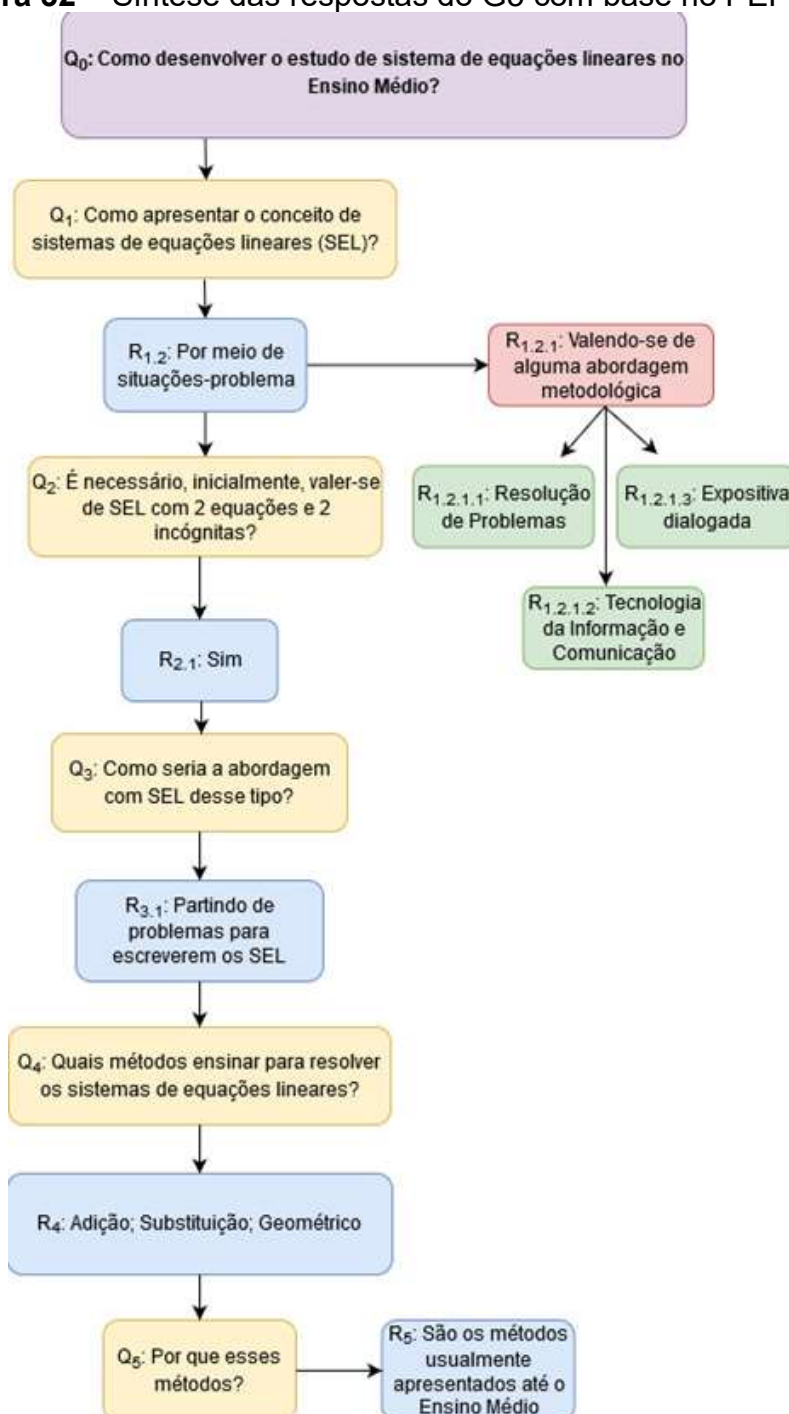 ra 32 – Síntese das respostas do G6 com base no PEP
Q0: Como desenvolver o estudo de sistema de equações lineares no
Ensino Médio?
Q1: Como apresentar o conceito de
sistemas de equações lineares (SEL)?
R1.2: Por meio de
situações-problema
R1.2.1: Valendo-se de
alguma abordagem
metodológica
Q2: É necessário, inicialmente, valer-se
de SEL com 2 equações e 2
incógnitas?
R1.2.1.1: Resolução
de Problemas
R1.2.1.3: Expositiva
dialogada
R1.2.1.2: Tecnologia
da Informação e
Comunicação
R2.1: Sim
Q3: Como seria a abordagem
com SEL desse tipo?
R3.1: Partindo de
problemas para
escreverem os SEL
Q4: Quais métodos ensinar para resolver
os sistemas de equações lineares?
R4: Adição; Substituição; Geométrico
Q5: Por que esses
métodos?
R5: São os métodos
usualmente
apresentados até o
Ensino Médio